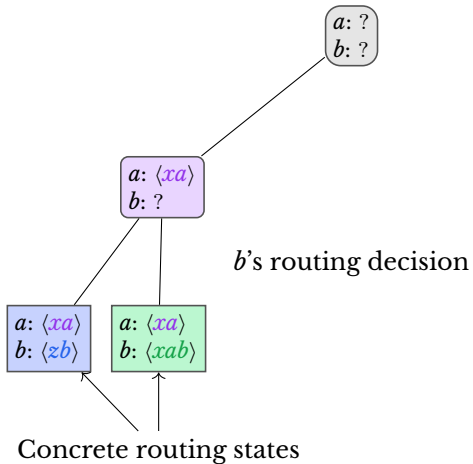 a: ?
b: ?
a: ⟨xa⟩
b: ?
b's routing decision
a: ⟨xa⟩
b: ⟨zb⟩
a: ⟨xa⟩
b: ⟨xab⟩
Concrete routing states